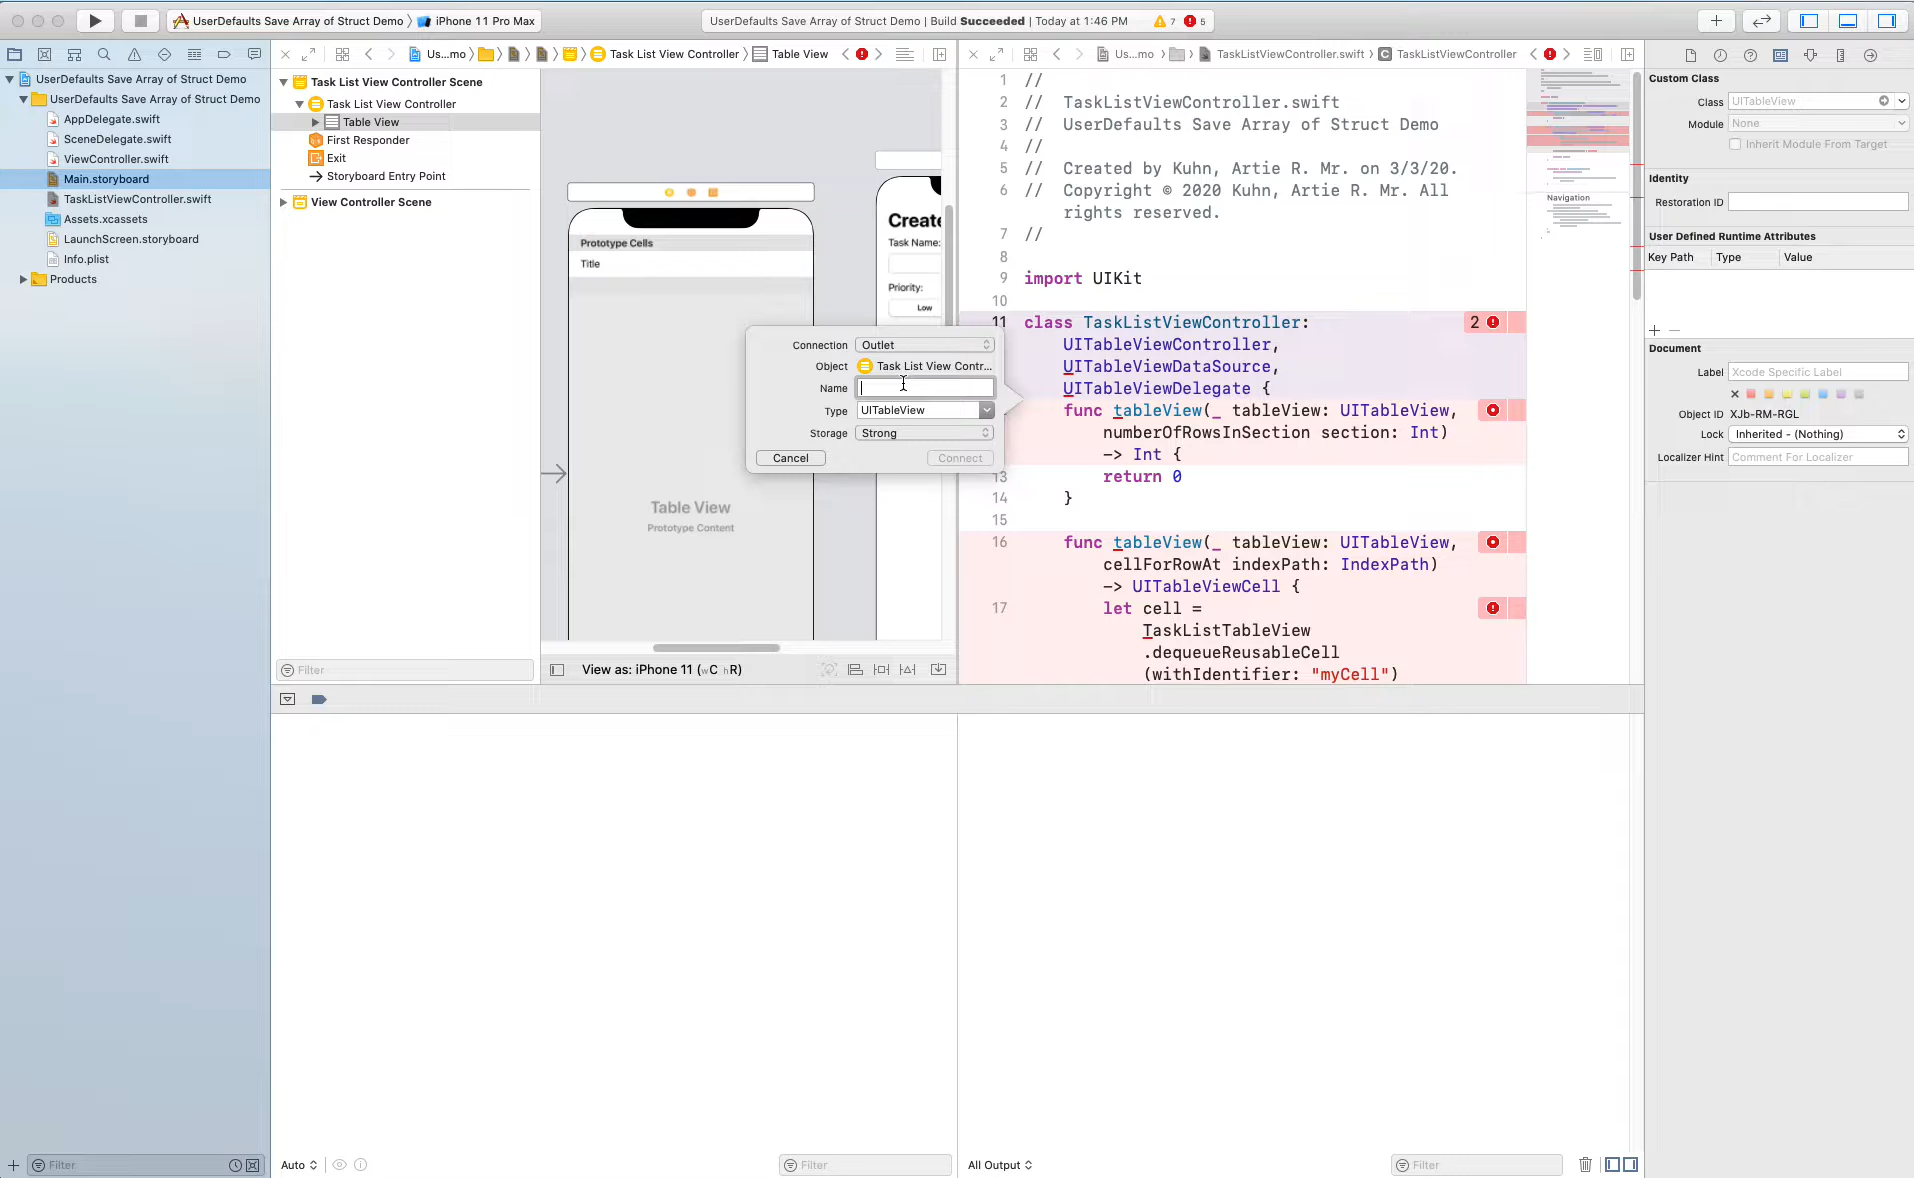 UserDefaults Save Array of Struct Demo
iPhone 11 Pro Max
UserDefaults Save Array of Struct Demo | Build Succeeded | Today at 1:46 PM
7
5
Us...mo
Task List View Controller
Table View
Us...mo
TaskListViewController.swift
TaskListViewController
UserDefaults Save Array of Struct Demo
UserDefaults Save Array of Struct Demo
AppDelegate.swift
SceneDelegate.swift
ViewController.swift
Main.storyboard
TaskListViewController.swift
Assets.xcassets
LaunchScreen.storyboard
Info.plist
Products
Task List View Controller Scene
Task List View Controller
Table View
First Responder
Exit
Storyboard Entry Point
View Controller Scene
Filter
Prototype Cells
Title
Table View
Prototype Content
Create
Task Name:
Priority:
Low
View as: iPhone 11 (wC hR)
Connection Outlet
Object Task List View Contr...
Name
Type UITableView
Storage Strong
Cancel
Connect
1 //
2 // TaskListViewController.swift
3 // UserDefaults Save Array of Struct Demo
4 //
5 // Created by Kuhn, Artie R. Mr. on 3/3/20.
6 // Copyright © 2020 Kuhn, Artie R. Mr. All
rights reserved.
7 //
8
9 import UIKit
10
11 class TaskListViewController: 2
UITableViewController,
UITableViewDataSource,
UITableViewDelegate {
func tableView(_ tableView: UITableView,
numberOfRowsInSection section: Int)
-> Int {
13 return 0
14 }
15
16 func tableView(_ tableView: UITableView,
cellForRowAt indexPath: IndexPath)
-> UITableViewCell {
17 let cell =
TaskListTableView
.dequeueReusableCell
(withIdentifier: "myCell")
Navigation
Custom Class
Class UITableView
Module None
Inherit Module From Target
Identity
Restoration ID
User Defined Runtime Attributes
Key Path Type Value
Document
Label Xcode Specific Label
Object ID XJb-RM-RGL
Lock Inherited - (Nothing)
Localizer Hint Comment For Localizer
Filter
Auto
Filter
All Output
Filter